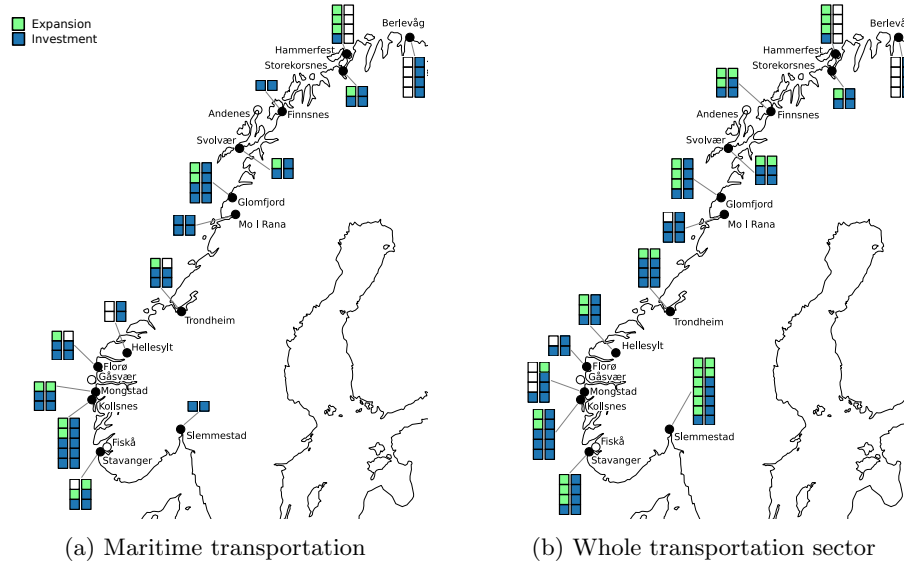 Expansion
Investment
Berlevåg
Hammerfest
Storekorsnes
Andenes
Finnsnes
Svolvær
Glomfjord
Mo I Rana
Trondheim
Hellesylt
Florø
Gåsvær
Mongstad
Kollsnes
Slemmestad
Fiskå
Stavanger
(a) Maritime transportation
Berlevåg
Hammerfest
Storekorsnes
Andenes
Finnsnes
Svolvær
Glomfjord
Mo I Rana
Trondheim
Hellesylt
Florø
Gåsvær
Mongstad
Kollsnes
Slemmestad
Fiskå
Stavanger
(b) Whole transportation sector